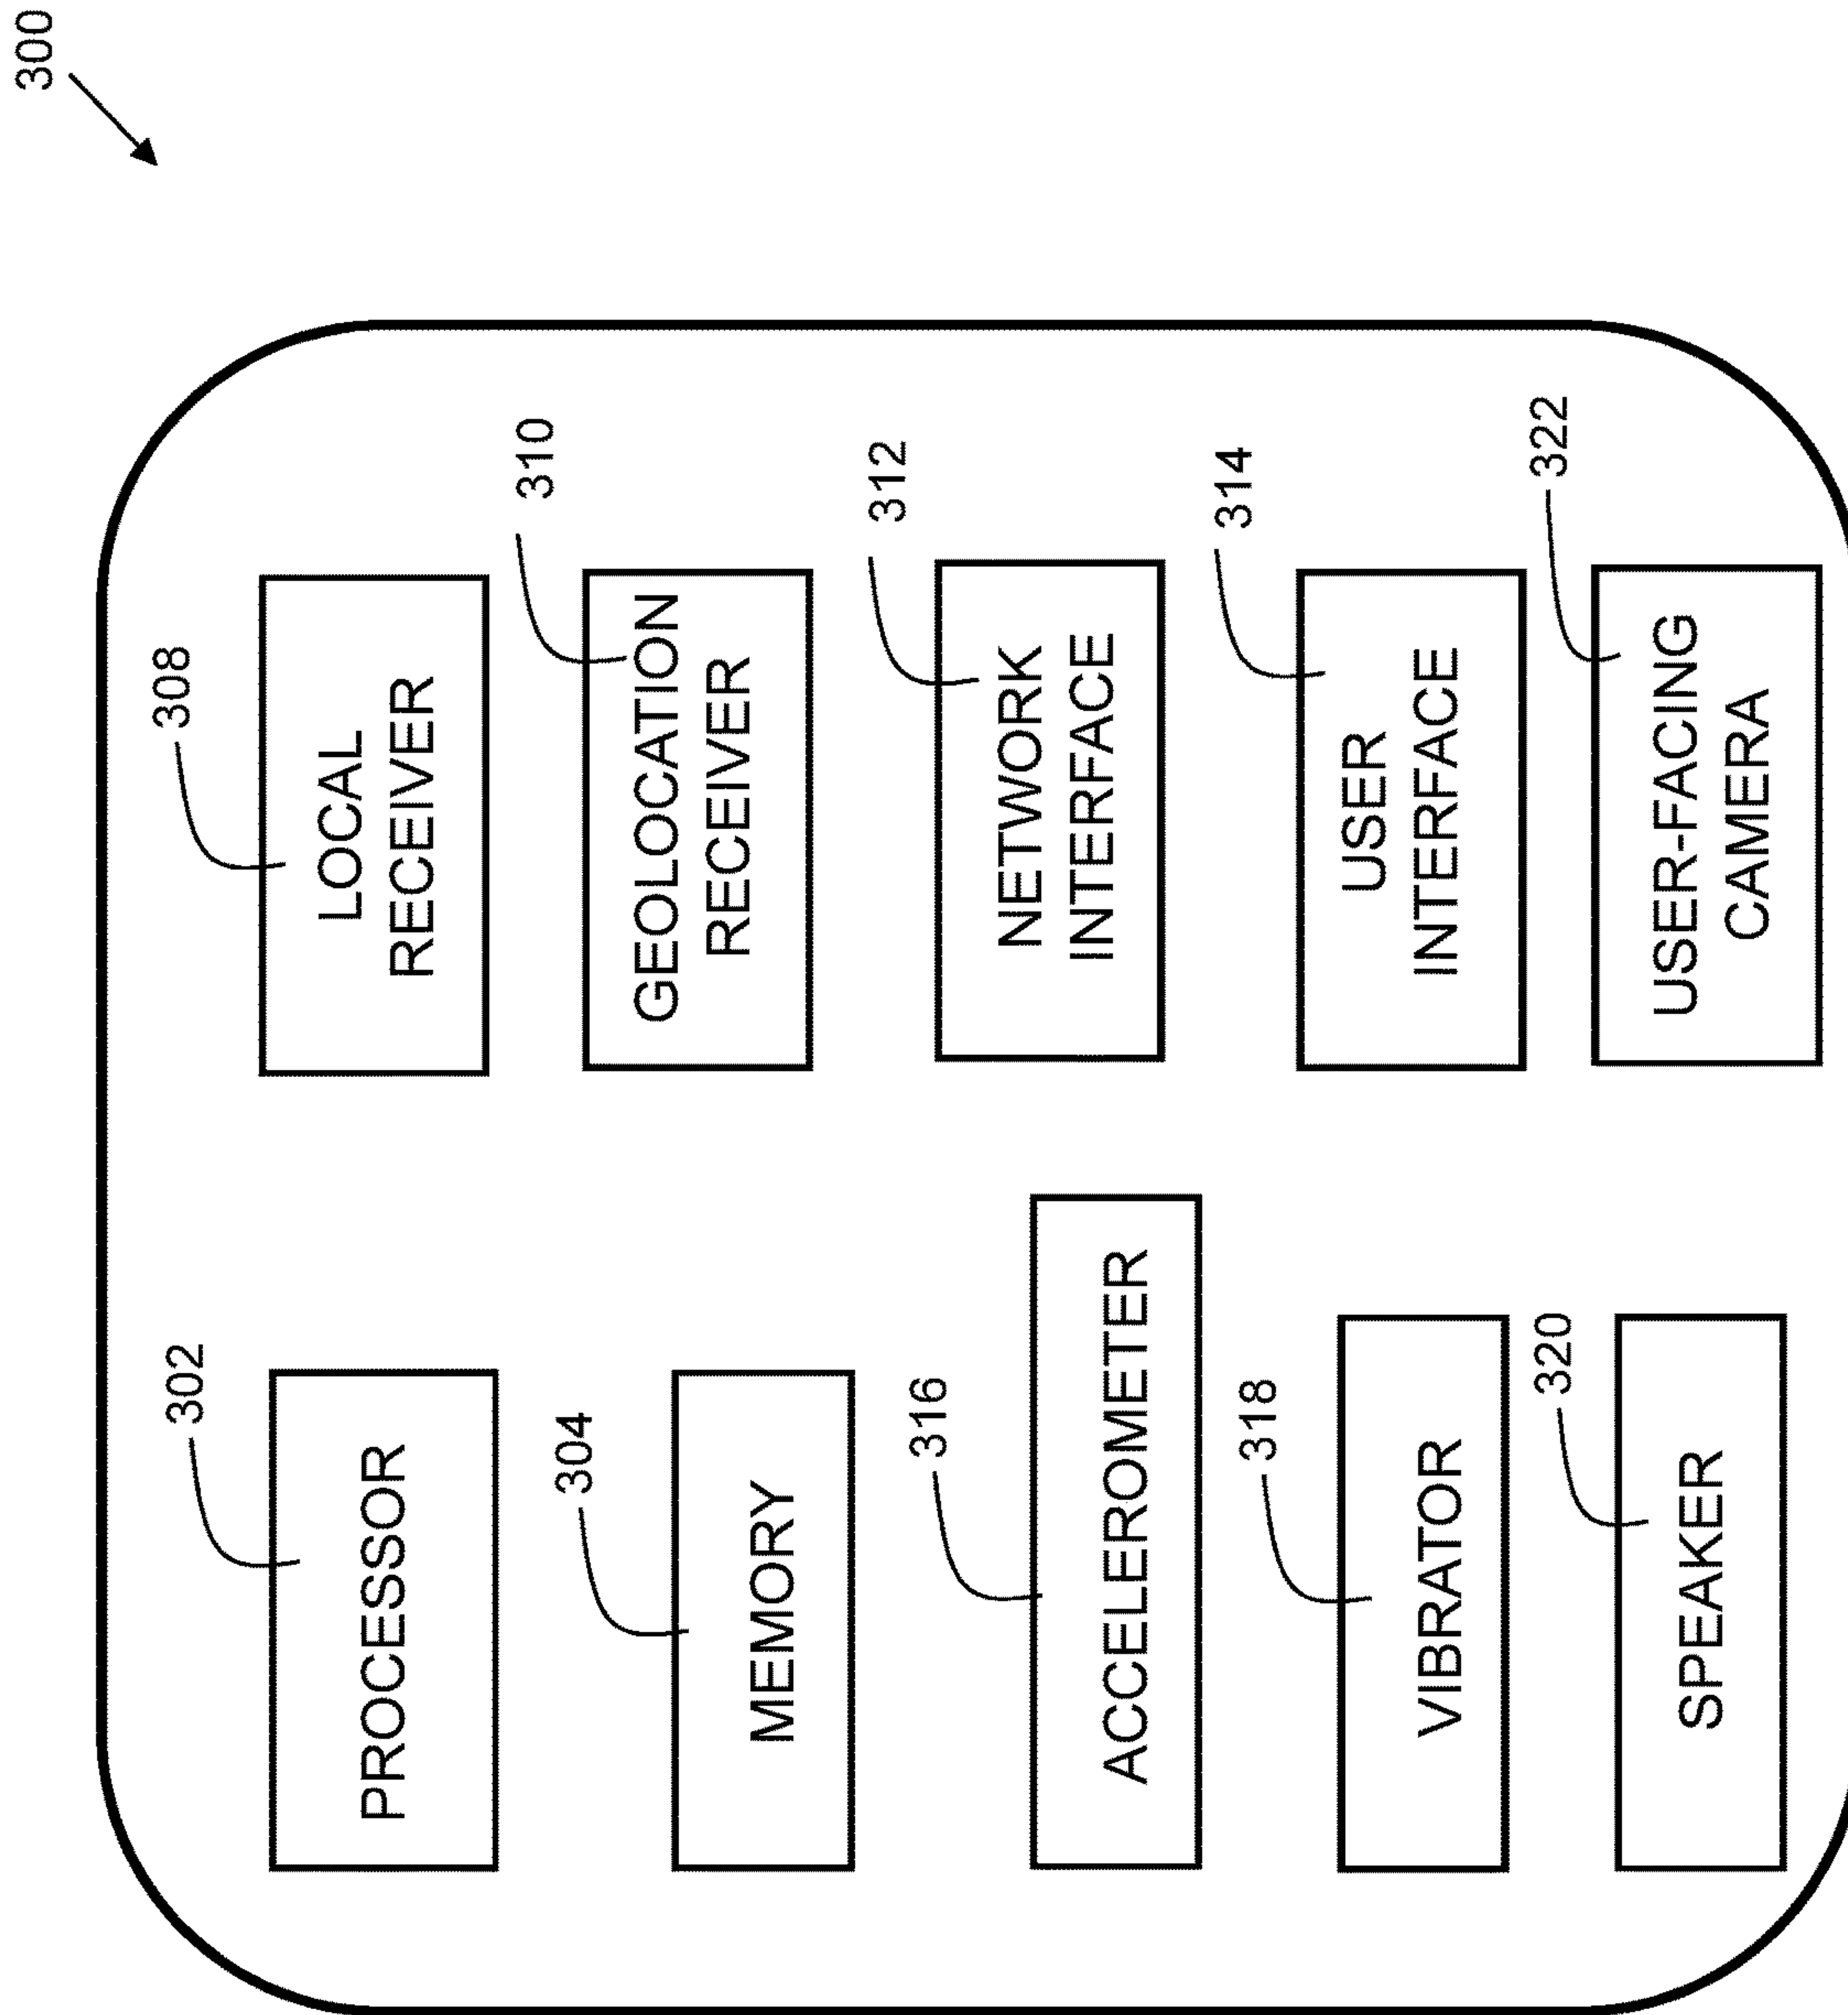 300
302
PROCESSOR
308
LOCAL
RECEIVER
304
MEMORY
310
GEOLOCATION
RECEIVER
316
ACCELEROMETER
312
NETWORK
INTERFACE
318
VIBRATOR
314
USER
INTERFACE
320
SPEAKER
322
USER-FACING
CAMERA